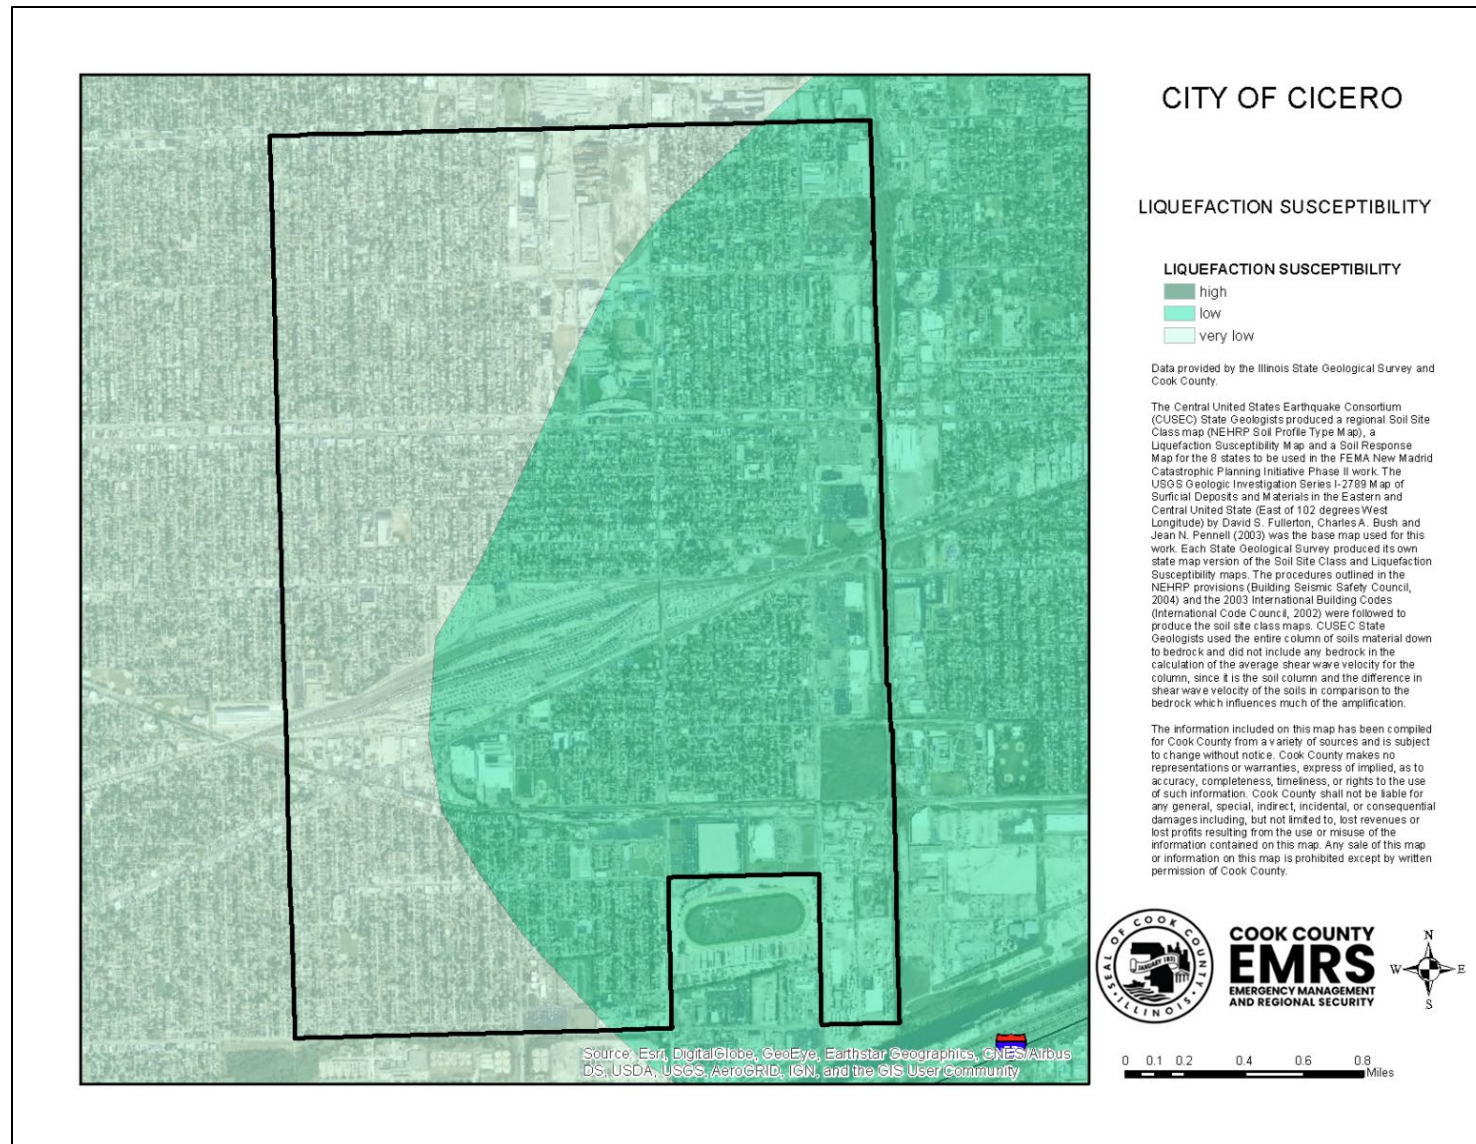 CITY OF CICERO
LIQUEFACTION SUSCEPTIBILITY
LIQUEFACTION SUSCEPTIBILITY
high
low
very low
Data provided by the Illinois State Geological Survey and
Cook County.
The Central United States Earthquake Consortium
(CUSEC) State Geologists produced a regional Soil Site
Class map (NEHRP Soil Profile Type Map), a
Liquefaction Susceptibility Map and a Soil Response
Map for the 8 states to be used in the FEMA New Madrid
Catastrophic Planning Initiative Phase II work. The
USGS Geologic Investigation Series I-2789 Map of
Surficial Deposits and Materials in the Eastern and
Central United State (East of 102 degrees West
Longitude) by David S. Fullerton, Charles A. Bush and
Jean N. Pennell (2003) was the base map used for this
work. Each State Geological Survey produced its own
state map version of the Soil Site Class and Liquefaction
Susceptibility maps. The procedures outlined in the
NEHRP provisions (Building Seismic Safety Council,
2004) and the 2003 International Building Codes
(International Code Council, 2002) were followed to
produce the soil site class maps. CUSEC State
Geologists used the entire column of soils material down
to bedrock and did not include any bedrock in the
calculation of the average shear wave velocity for the
column, since it is the soil column and the difference in
shear wave velocity of the soils in comparison to the
bedrock which influences much of the amplification.
The information included on this map has been compiled
for Cook County from a variety of sources and is subject
to change without notice. Cook County makes no
representations or warranties, express of implied, as to
accuracy, completeness, timeliness, or rights to the use
of such information. Cook County shall not be liable for
any general, special, indirect, incidental, or consequential
damages including, but not limited to, lost revenues or
lost profits resulting from the use or misuse of the
information contained on this map. Any sale of this map
or information on this map is prohibited except by written
permission of Cook County.
SEAL OF COOK COUNTY
JANUARY 1831
ILLINOIS
COOK COUNTY
EMRS
EMERGENCY MANAGEMENT
AND REGIONAL SECURITY
N
W E
S
0 0.1 0.2 0.4 0.6 0.8
Miles
Source: Esri, DigitalGlobe, GeoEye, Earthstar Geographics, CNES/Airbus
DS, USDA, USGS, AeroGRID, IGN, and the GIS User Community